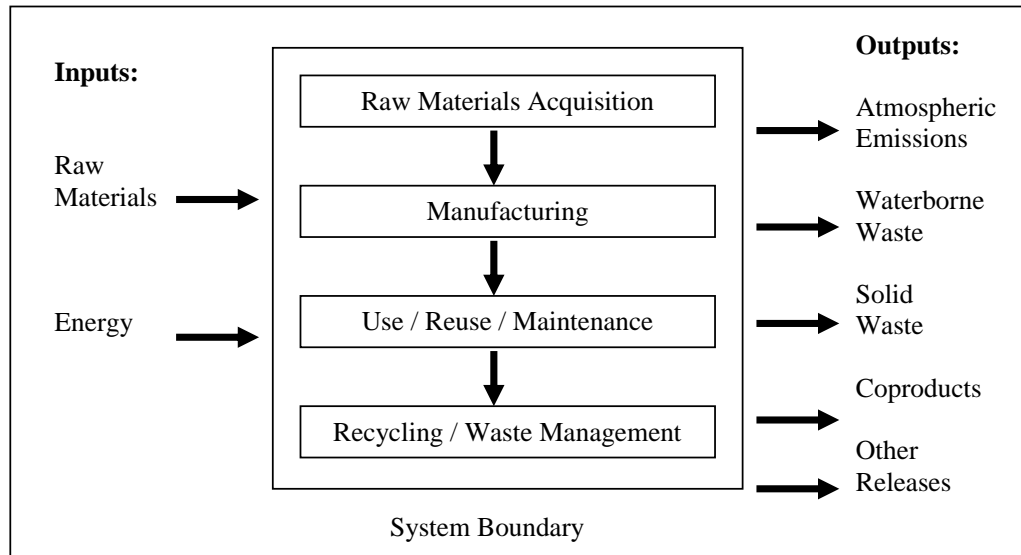 Inputs:
Raw
Materials
Energy
Raw Materials Acquisition
Manufacturing
Use / Reuse / Maintenance
Recycling / Waste Management
System Boundary
Outputs:
Atmospheric
Emissions
Waterborne
Waste
Solid
Waste
Coproducts
Other
Releases